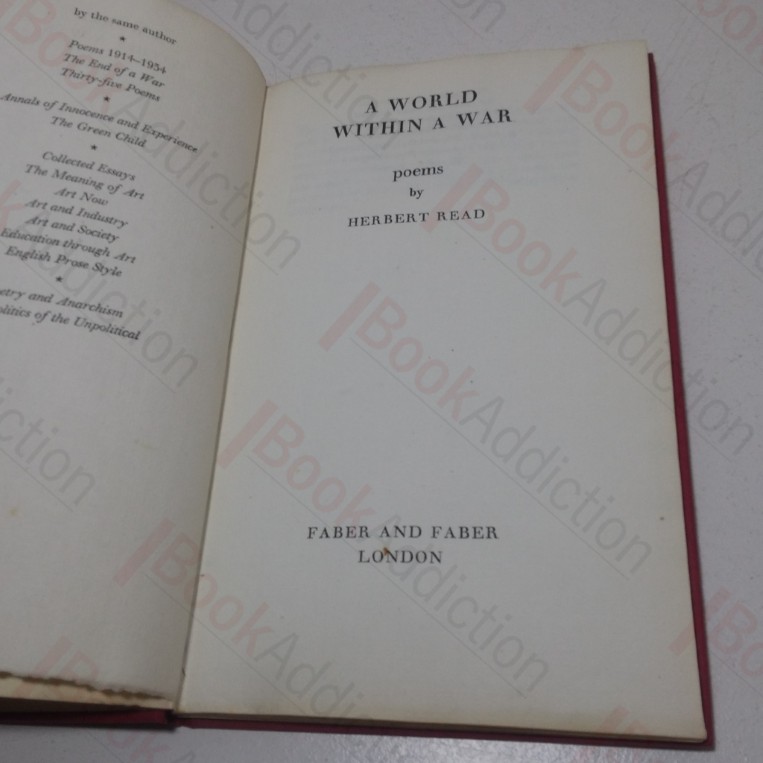 by the same author
*
Poems 1914–1934
The End of a War
Thirty-five Poems
*
Annals of Innocence and Experience
The Green Child
*
Collected Essays
The Meaning of Art
Art Now
Art and Industry
Art and Society
Education through Art
English Prose Style
*
and Anarchism
of the Unpolitical
A WORLD
WITHIN A WAR
poems
by
HERBERT READ
FABER AND FABER
LONDON
BookAddiction